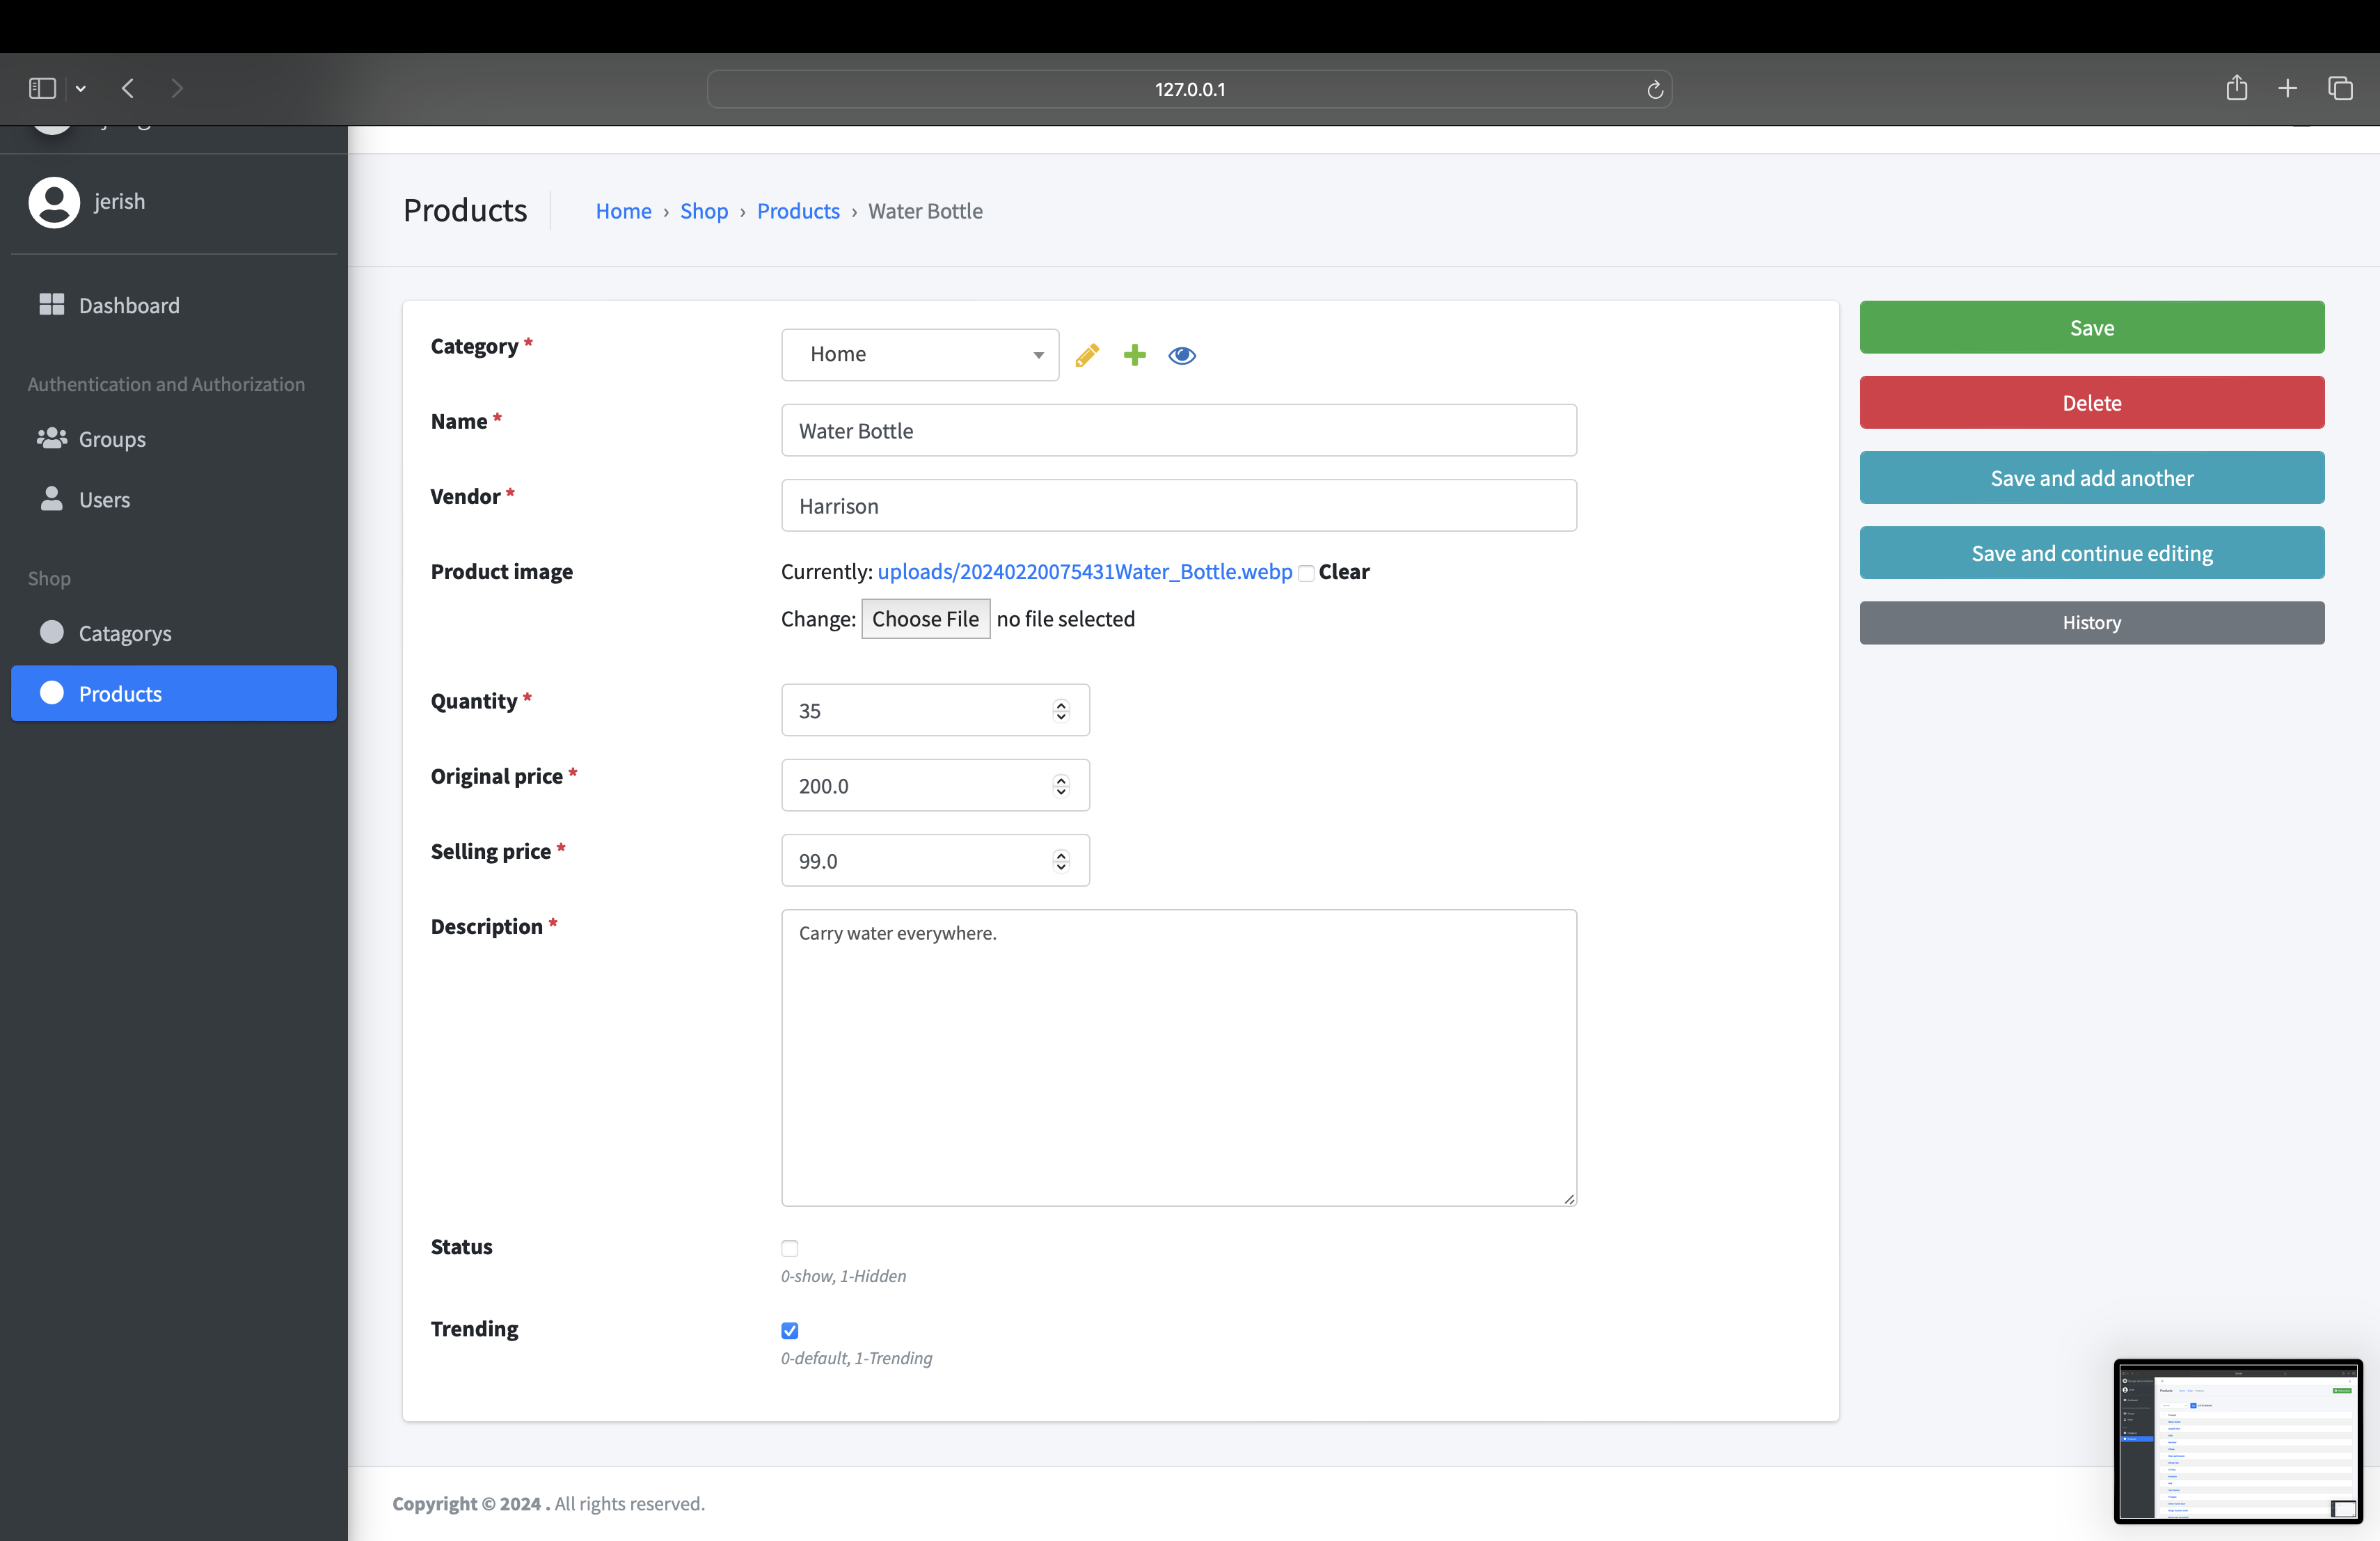 127.0.0.1
jerish
Dashboard
Authentication and Authorization
Groups
Users
Shop
Catagorys
Products
Products
Home › Shop › Products › Water Bottle
Category *
Home
Name *
Water Bottle
Vendor *
Harrison
Product image
Currently: uploads/20240220075431Water_Bottle.webp Clear
Change: Choose File no file selected
Quantity *
35
Original price *
200.0
Selling price *
99.0
Description *
Carry water everywhere.
Status
0-show, 1-Hidden
Trending
0-default, 1-Trending
Save
Delete
Save and add another
Save and continue editing
History
Copyright © 2024 . All rights reserved.